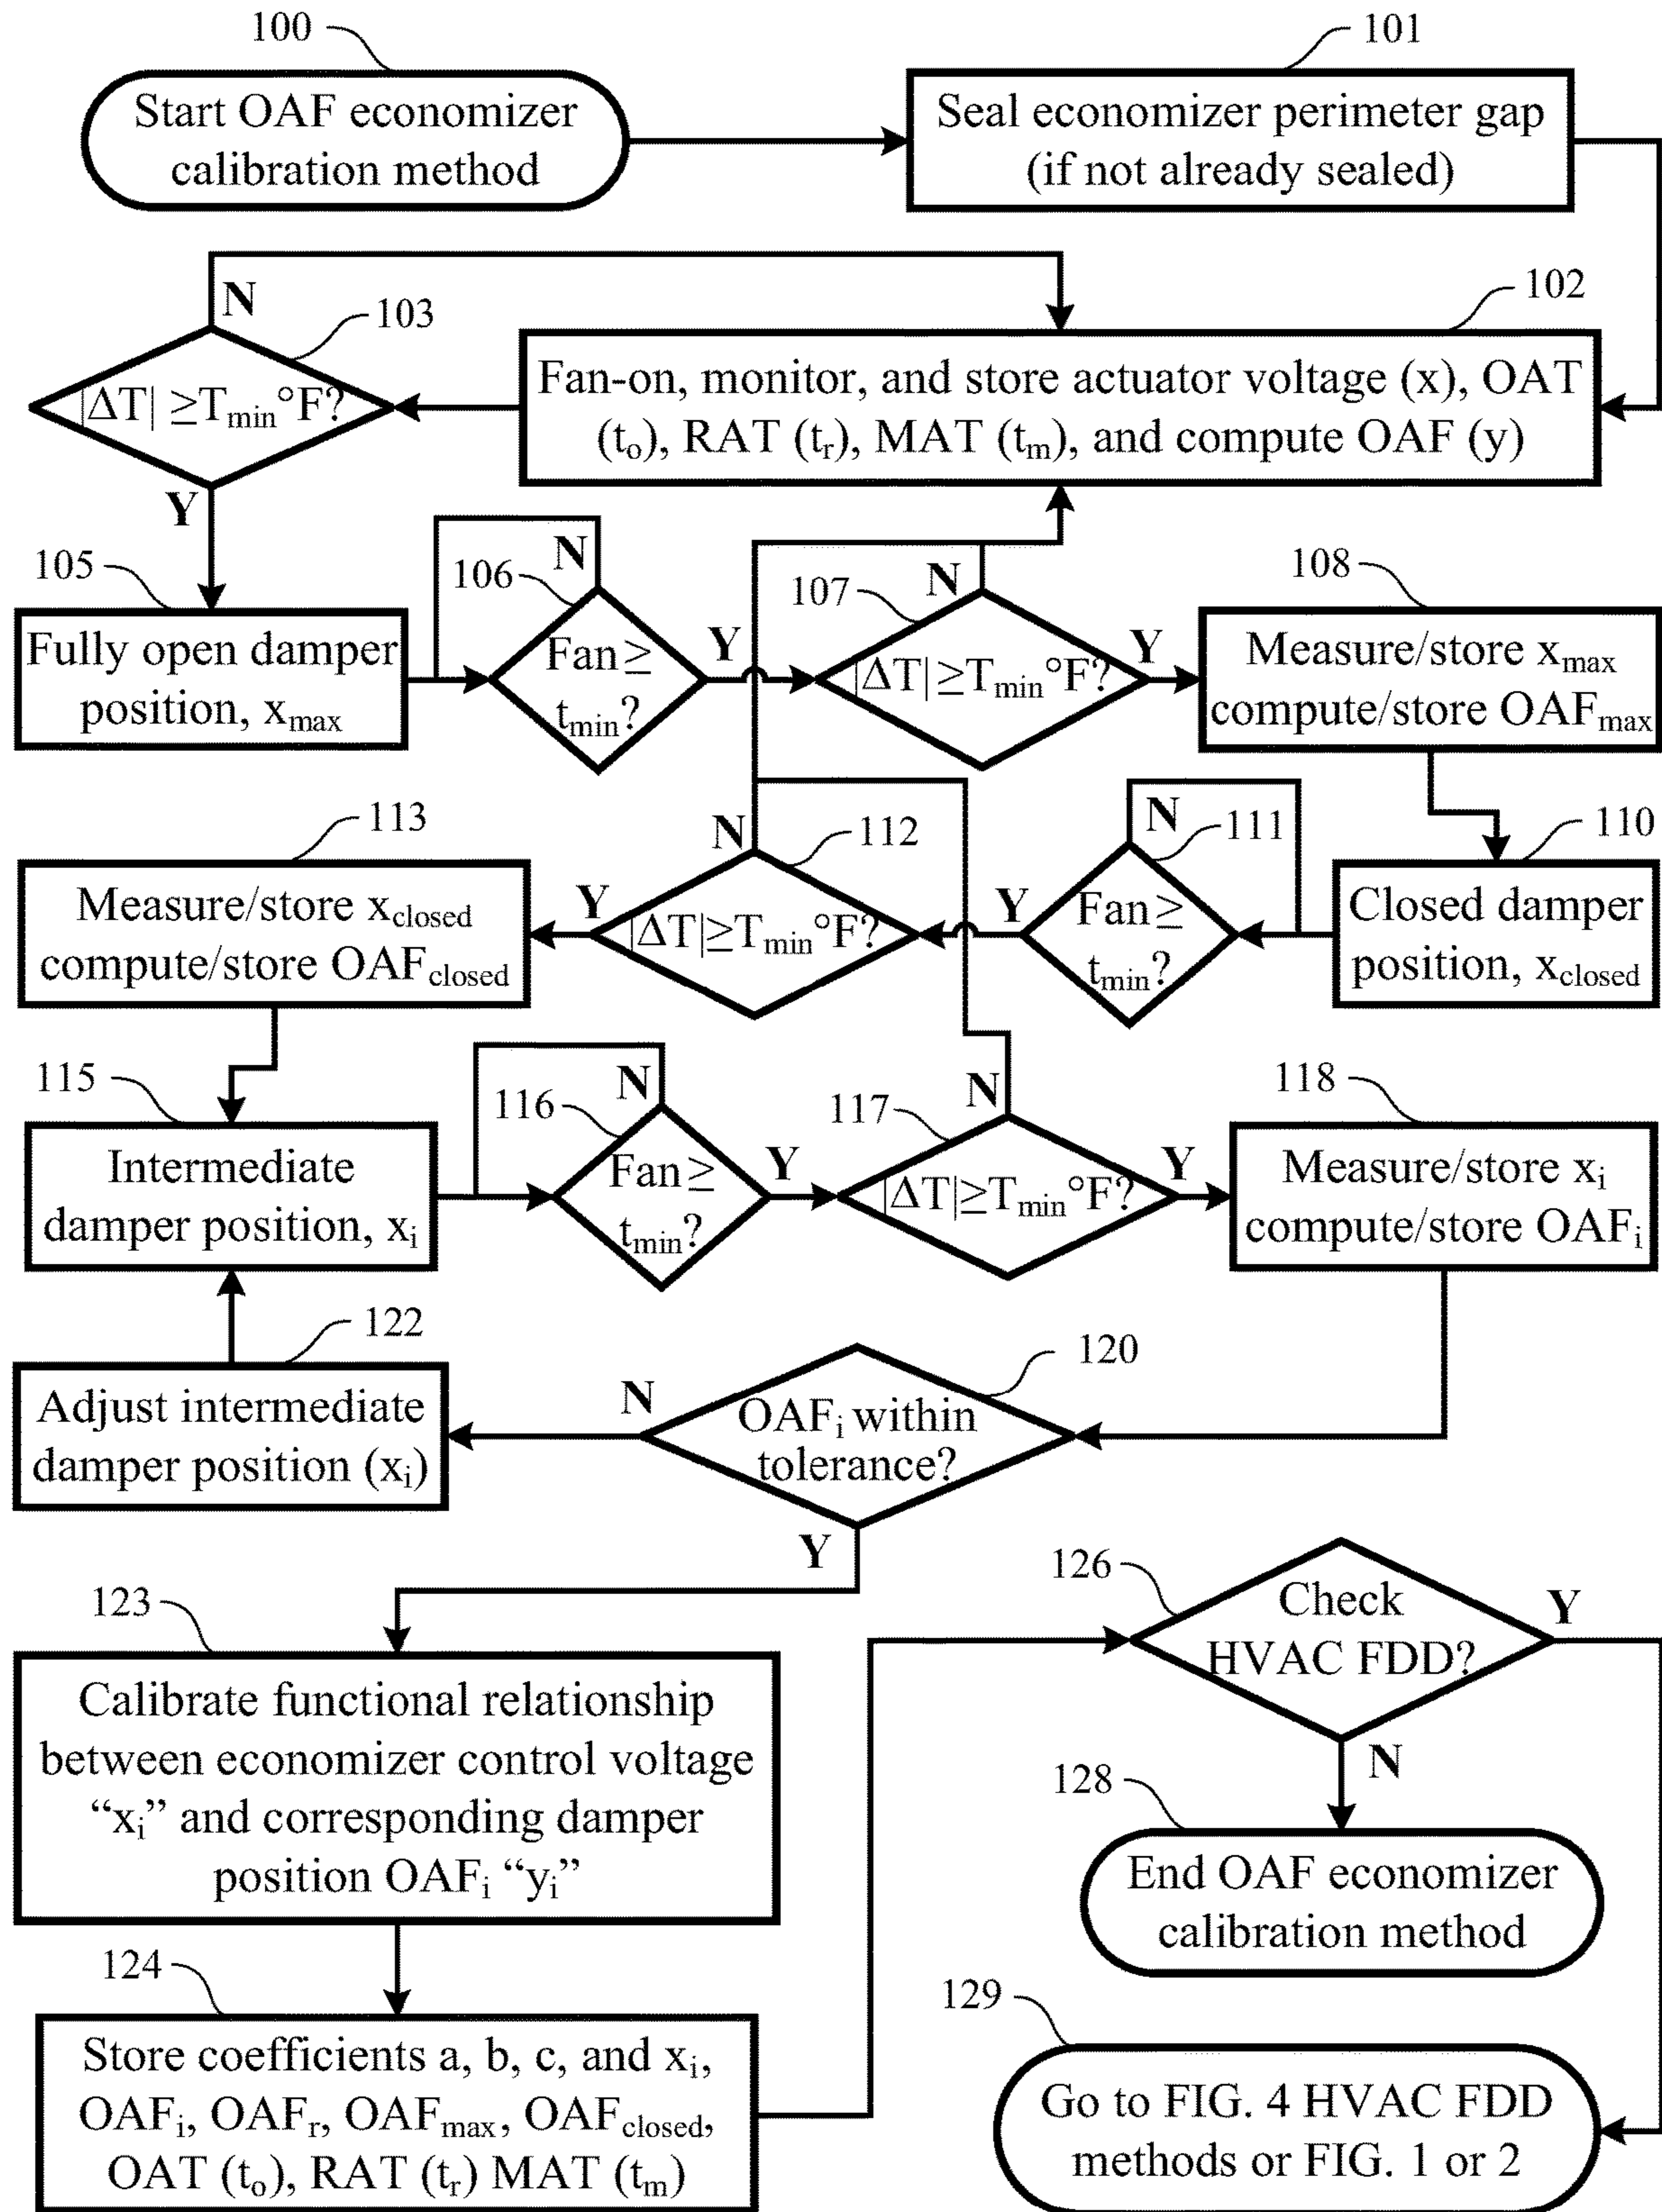 100
Start OAF economizer
calibration method
101
Seal economizer perimeter gap
(if not already sealed)
102
Fan-on, monitor, and store actuator voltage (x), OAT
(tₒ), RAT (tᵣ), MAT (tₘ), and compute OAF (y)
103
N
|ΔT| ≥Tmin°F?
Y
105
Fully open damper
position, xmax
106
N
Fan ≥
tmin?
Y
107
N
|ΔT| ≥Tmin°F?
Y
108
Measure/store xmax
compute/store OAFmax
110
Closed damper
position, xclosed
111
N
Fan ≥
tmin?
Y
112
N
|ΔT|≥Tmin°F?
Y
113
Measure/store xclosed
compute/store OAFclosed
115
Intermediate
damper position, xᵢ
116
N
Fan ≥
tmin?
Y
117
N
|ΔT|≥Tmin°F?
Y
118
Measure/store xᵢ
compute/store OAFᵢ
120
OAFᵢ within
tolerance?
N
Y
122
Adjust intermediate
damper position (xᵢ)
123
Calibrate functional relationship
between economizer control voltage
“xᵢ” and corresponding damper
position OAFᵢ “yᵢ”
124
Store coefficients a, b, c, and xᵢ,
OAFᵢ, OAFᵣ, OAFmax, OAFclosed,
OAT (tₒ), RAT (tᵣ) MAT (tₘ)
126
Check
HVAC FDD?
Y
N
128
End OAF economizer
calibration method
129
Go to FIG. 4 HVAC FDD
methods or FIG. 1 or 2